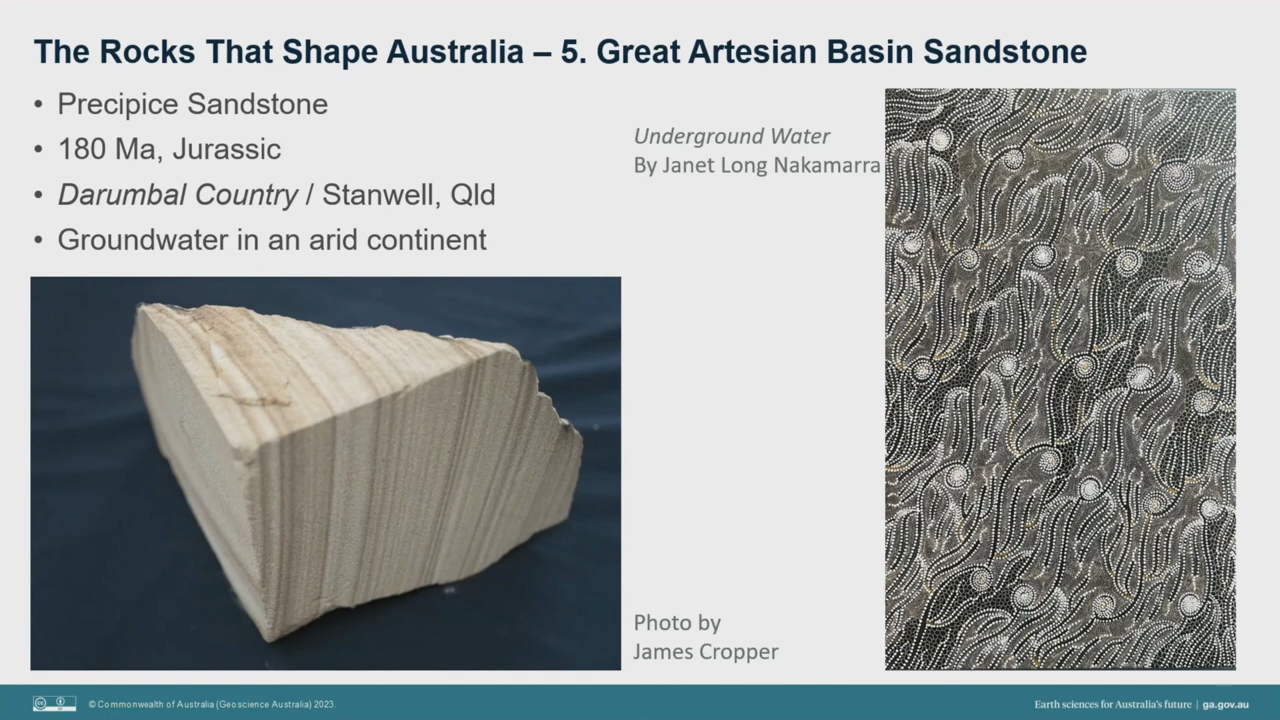 The Rocks That Shape Australia – 5. Great Artesian Basin Sandstone
• Precipice Sandstone
• 180 Ma, Jurassic
• Darumbal Country / Stanwell, Qld
• Groundwater in an arid continent
Underground Water
By Janet Long Nakamarra
Photo by
James Cropper
© Commonwealth of Australia (Geoscience Australia) 2023.
Earth sciences for Australia's future | ga.gov.au